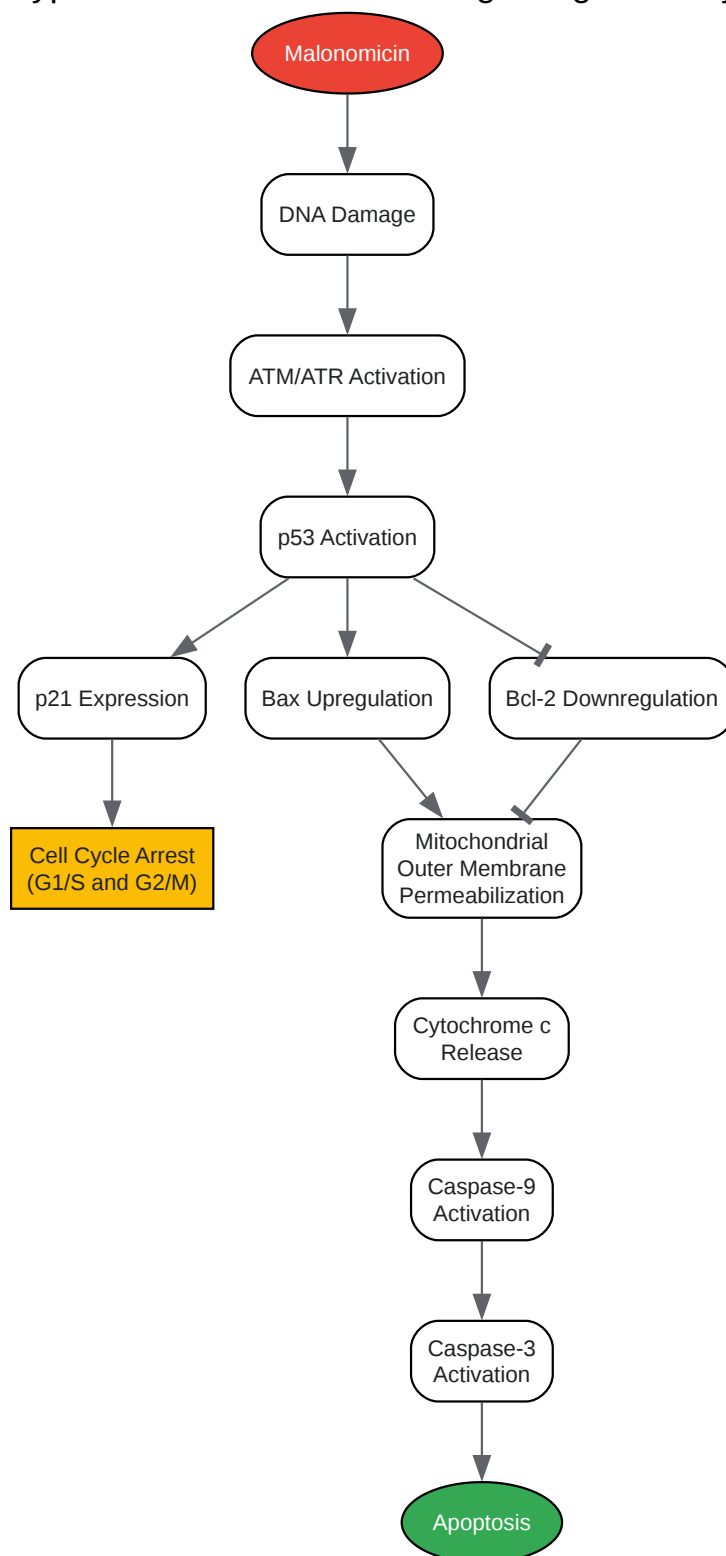 Malonomicin
DNA Damage
ATM/ATR Activation
p53 Activation
p21 Expression
Bax Upregulation
Bcl-2 Downregulation
Cell Cycle Arrest
(G1/S and G2/M)
Mitochondrial
Outer Membrane
Permeabilization
Cytochrome c
Release
Caspase-9
Activation
Caspase-3
Activation
Apoptosis